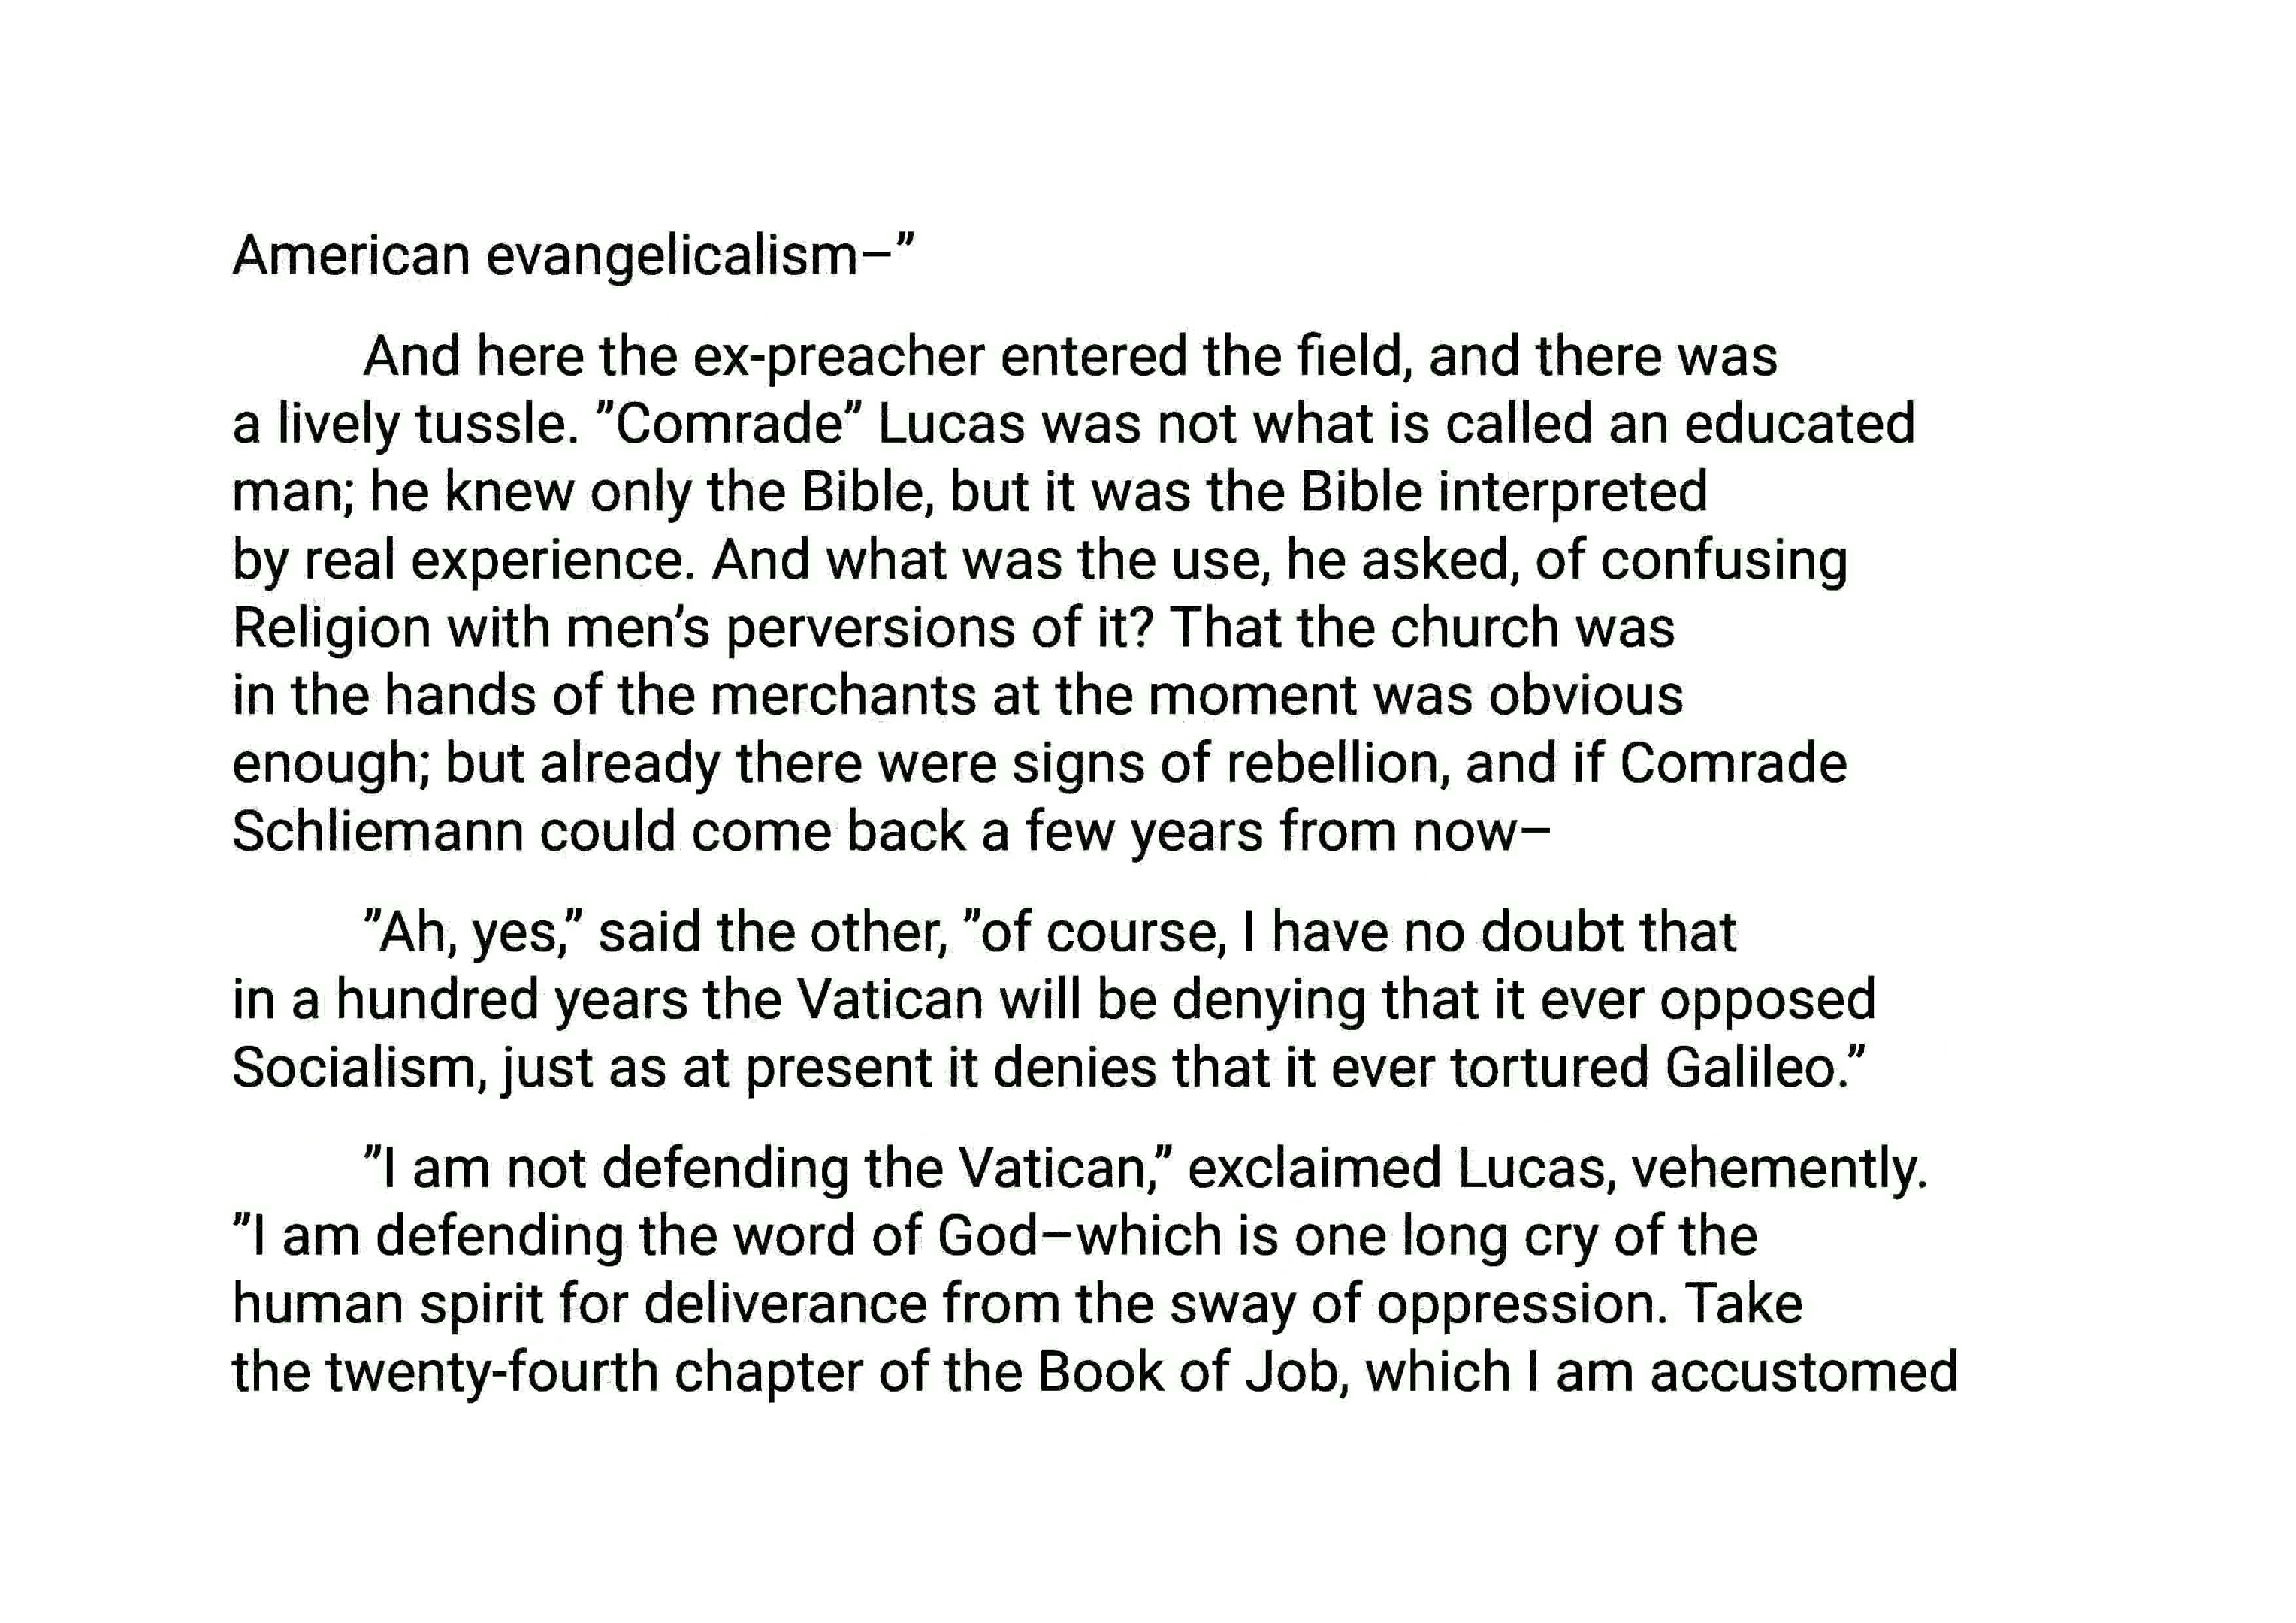 American evangelicalism–”
And here the ex-preacher entered the field, and there was
a lively tussle. ”Comrade” Lucas was not what is called an educated
man; he knew only the Bible, but it was the Bible interpreted
by real experience. And what was the use, he asked, of confusing
Religion with men’s perversions of it? That the church was
in the hands of the merchants at the moment was obvious
enough; but already there were signs of rebellion, and if Comrade
Schliemann could come back a few years from now–
”Ah, yes,” said the other, ”of course, I have no doubt that
in a hundred years the Vatican will be denying that it ever opposed
Socialism, just as at present it denies that it ever tortured Galileo.”
”I am not defending the Vatican,” exclaimed Lucas, vehemently.
”I am defending the word of God–which is one long cry of the
human spirit for deliverance from the sway of oppression. Take
the twenty-fourth chapter of the Book of Job, which I am accustomed